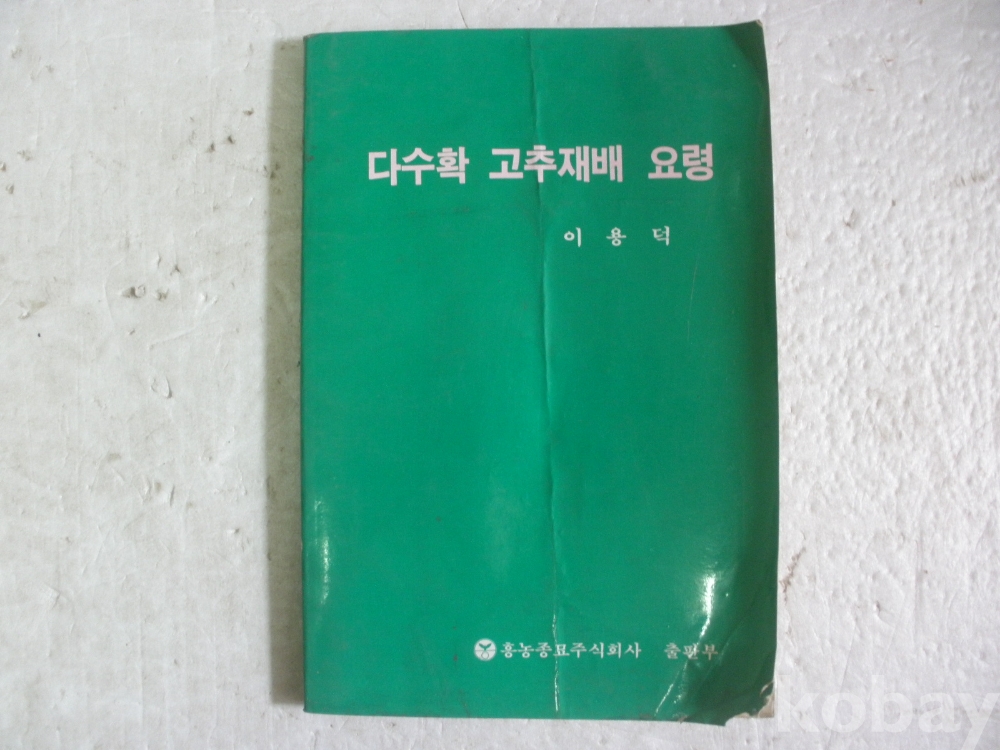 다수확 고추재배 요령
이 용 덕
흥농종묘주식회사 출판부
kobay